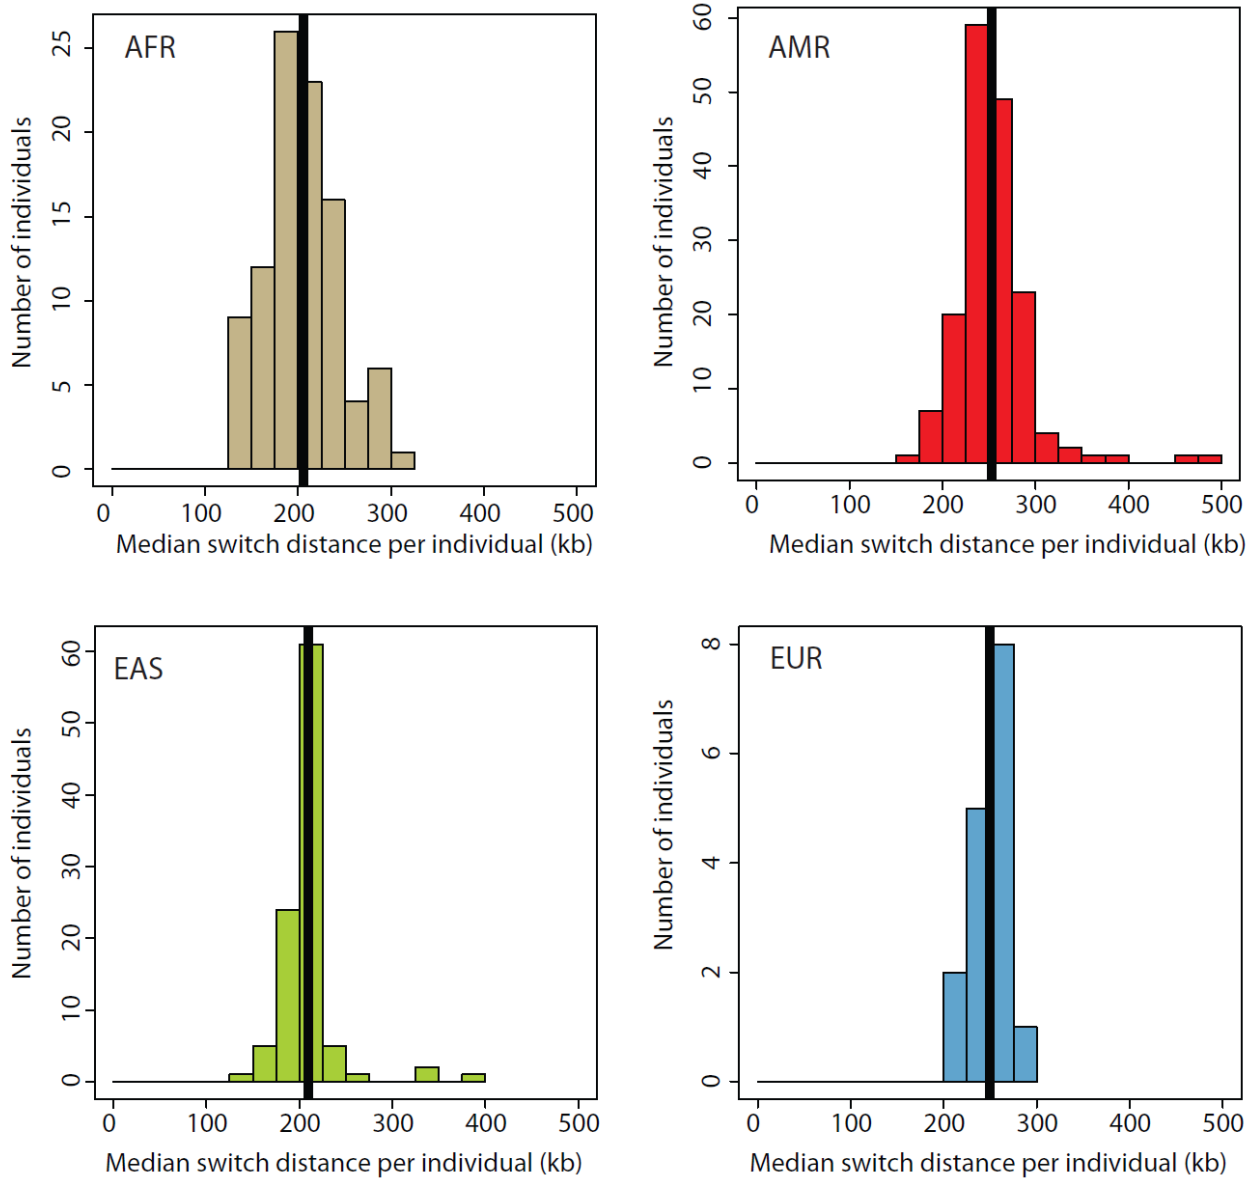 AFR
Number of individuals
0 5 10 15 20 25
0 100 200 300 400 500
Median switch distance per individual (kb)
AMR
Number of individuals
0 10 20 30 40 50 60
0 100 200 300 400 500
Median switch distance per individual (kb)
EAS
Number of individuals
0 10 20 30 40 50 60
0 100 200 300 400 500
Median switch distance per individual (kb)
EUR
Number of individuals
0 2 4 6 8
0 100 200 300 400 500
Median switch distance per individual (kb)